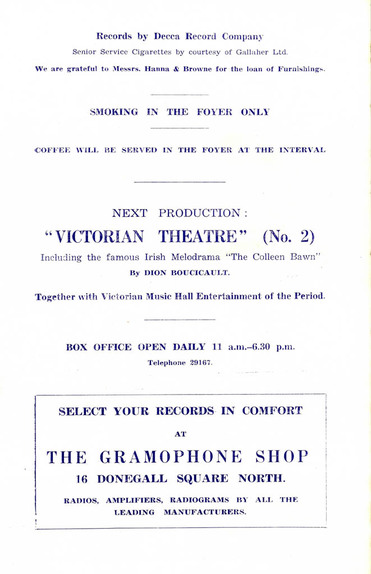 Records by Decca Record Company
Senior Service Cigarettes by courtesy of Gallaher Ltd.
We are grateful to Messrs. Hanna & Browne for the loan of Furnishings.
SMOKING IN THE FOYER ONLY
COFFEE WILL BE SERVED IN THE FOYER AT THE INTERVAL
NEXT PRODUCTION :
"VICTORIAN THEATRE" (No. 2)
Including the famous Irish Melodrama "The Colleen Bawn"
By DION BOUCICAULT.
Together with Victorian Music Hall Entertainment of the Period.
BOX OFFICE OPEN DAILY 11 a.m.–6.30 p.m.
Telephone 29167.
SELECT YOUR RECORDS IN COMFORT
AT
THE GRAMOPHONE SHOP
16 DONEGALL SQUARE NORTH.
RADIOS, AMPLIFIERS, RADIOGRAMS BY ALL THE
LEADING MANUFACTURERS.